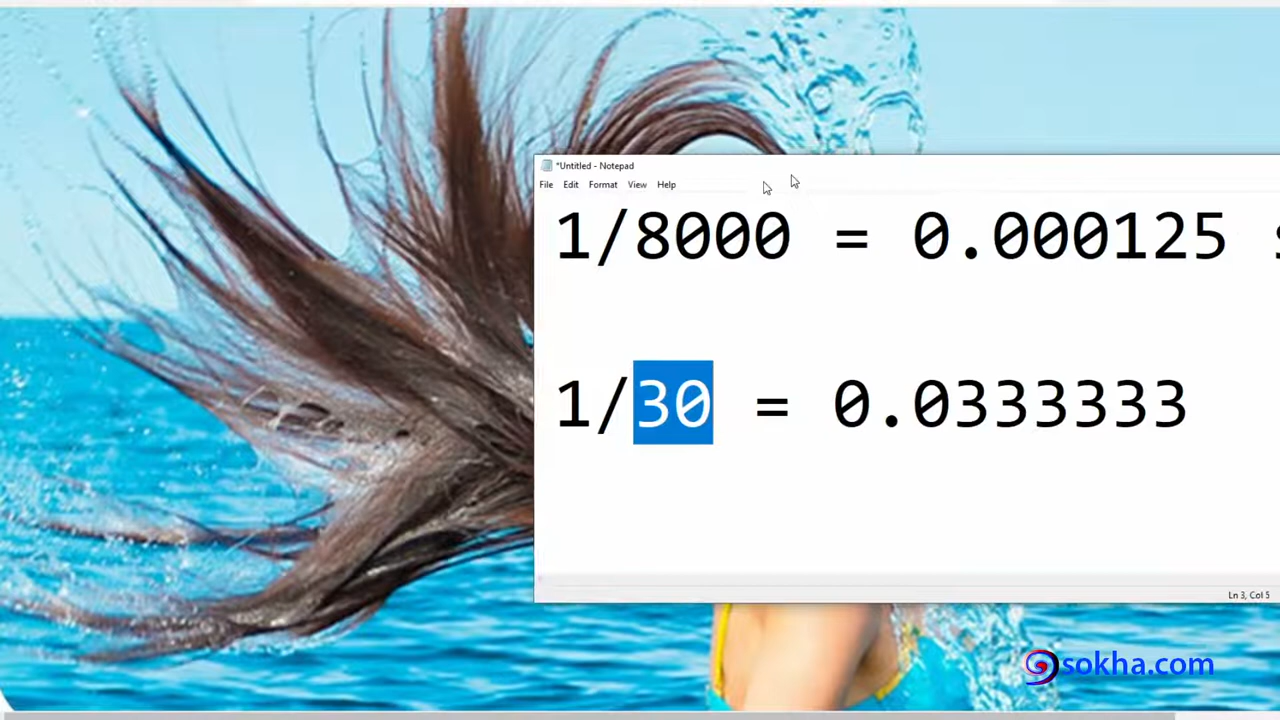 *Untitled - Notepad
File Edit Format View Help
1/8000 = 0.000125 s
1/30 = 0.0333333
Ln 3, Col 5
sokha.com